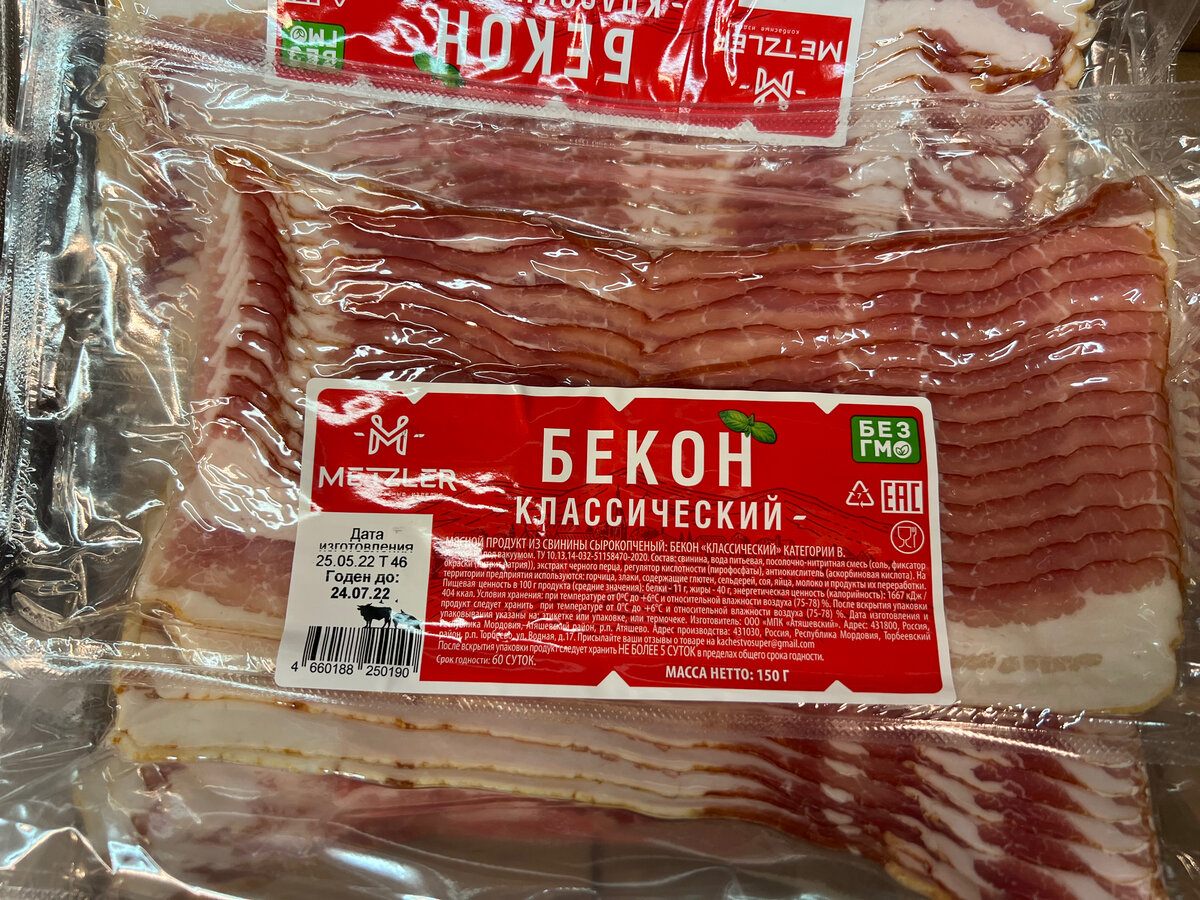 БЕЗ
ГМО
БЕКОН
METZLER
METZLER
БЕКОН
КЛАССИЧЕСКИЙ -
БЕЗ
ГМО
7
EAC
Дата
изготовления
25.05.22 Т 46
Годен до:
24.07.22
4 660188 250190
МЯСНОЙ ПРОДУКТ ИЗ СВИНИНЫ СЫРОКОПЧЕНЫЙ: БЕКОН «КЛАССИЧЕСКИЙ» КАТЕГОРИИ В.
под вакуумом. ТУ 10.13.14-032-51158470-2020. Состав: свинина, вода питьевая, посолочно-нитритная смесь (соль, фиксатор
окраски (нитрит натрия)), экстракт черного перца, регулятор кислотности (пирофосфаты), антиокислитель (аскорбиновая кислота). На
территории предприятия используются: горчица, злаки, содержащие глютен, сельдерей, соя, яйца, молоко и продукты их переработки.
Пищевая ценность в 100 г продукта (средние значения): белки - 11 г, жиры - 40 г, энергетическая ценность (калорийность): 1667 кДж /
404 ккал. Условия хранения: при температуре от 0°С до +6°С и относительной влажности воздуха (75-78) %. После вскрытия упаковки
продукт следует хранить при температуре от 0°С до +6°С и относительной влажности воздуха (75-78) %. Дата изготовления и
упаковывания указаны на: этикетке или упаковке, или термочеке. Изготовитель: ООО «МПК «Атяшевский». Адрес: 431800, Россия,
Республика Мордовия, Атяшевский район, р.п. Атяшево. Адрес производства: 431030, Россия, Республика Мордовия, Торбеевский
район, р.п. Торбеево, ул. Водная, д.17. Присылайте ваши отзывы о товаре на kachestvosuper@gmail.com
После вскрытия упаковки продукт следует хранить НЕ БОЛЕЕ 5 СУТОК в пределах общего срока годности.
Срок годности: 60 СУТОК.
МАССА НЕТТО: 150 Г